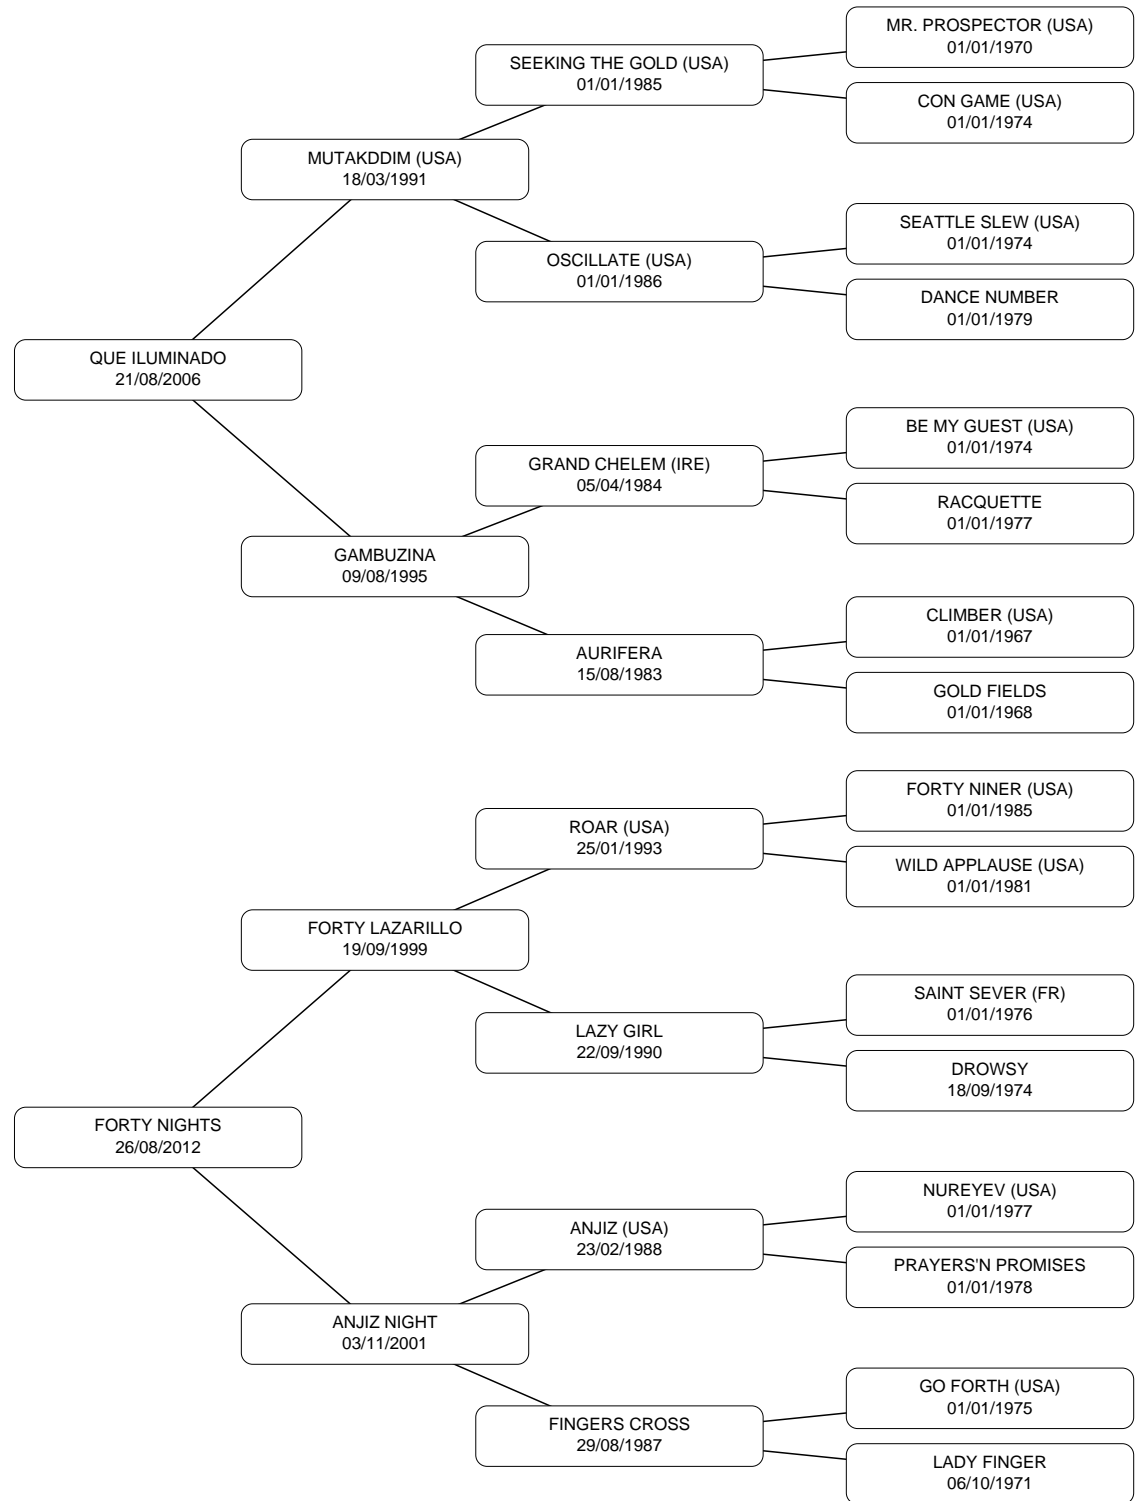 MR. PROSPECTOR (USA)
01/01/1970
SEEKING THE GOLD (USA)
01/01/1985
CON GAME (USA)
01/01/1974
MUTAKDDIM (USA)
18/03/1991
SEATTLE SLEW (USA)
01/01/1974
OSCILLATE (USA)
01/01/1986
DANCE NUMBER
01/01/1979
QUE ILUMINADO
21/08/2006
BE MY GUEST (USA)
01/01/1974
GRAND CHELEM (IRE)
05/04/1984
RACQUETTE
01/01/1977
GAMBUZINA
09/08/1995
CLIMBER (USA)
01/01/1967
AURIFERA
15/08/1983
GOLD FIELDS
01/01/1968
FORTY NINER (USA)
01/01/1985
ROAR (USA)
25/01/1993
WILD APPLAUSE (USA)
01/01/1981
FORTY LAZARILLO
19/09/1999
SAINT SEVER (FR)
01/01/1976
LAZY GIRL
22/09/1990
DROWSY
18/09/1974
FORTY NIGHTS
26/08/2012
NUREYEV (USA)
01/01/1977
ANJIZ (USA)
23/02/1988
PRAYERS'N PROMISES
01/01/1978
ANJIZ NIGHT
03/11/2001
GO FORTH (USA)
01/01/1975
FINGERS CROSS
29/08/1987
LADY FINGER
06/10/1971